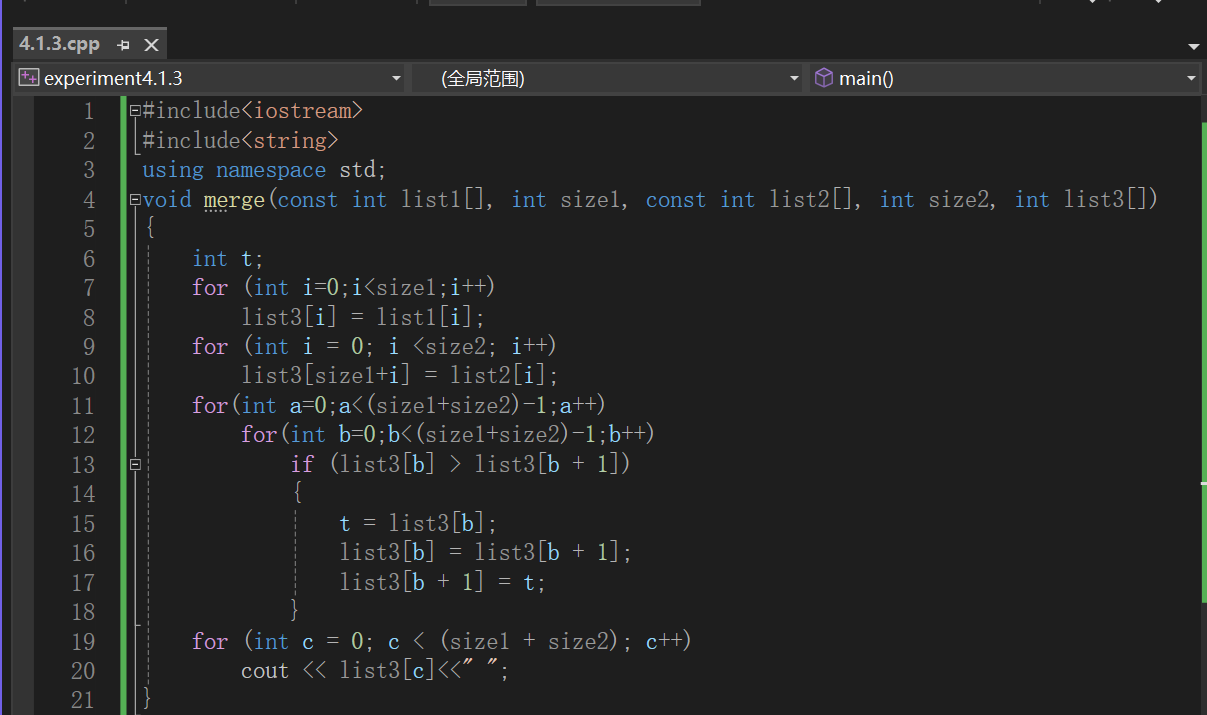 4.1.3.cpp
experiment4.1.3 (全局范围) main()
1 #include<iostream>
2 #include<string>
3 using namespace std;
4 void merge(const int list1[], int size1, const int list2[], int size2, int list3[])
5 {
6 int t;
7 for (int i=0;i<size1;i++)
8 list3[i] = list1[i];
9 for (int i = 0; i <size2; i++)
10 list3[size1+i] = list2[i];
11 for(int a=0;a<(size1+size2)-1;a++)
12 for(int b=0;b<(size1+size2)-1;b++)
13 if (list3[b] > list3[b + 1])
14 {
15 t = list3[b];
16 list3[b] = list3[b + 1];
17 list3[b + 1] = t;
18 }
19 for (int c = 0; c < (size1 + size2); c++)
20 cout << list3[c]<<" ";
21 }